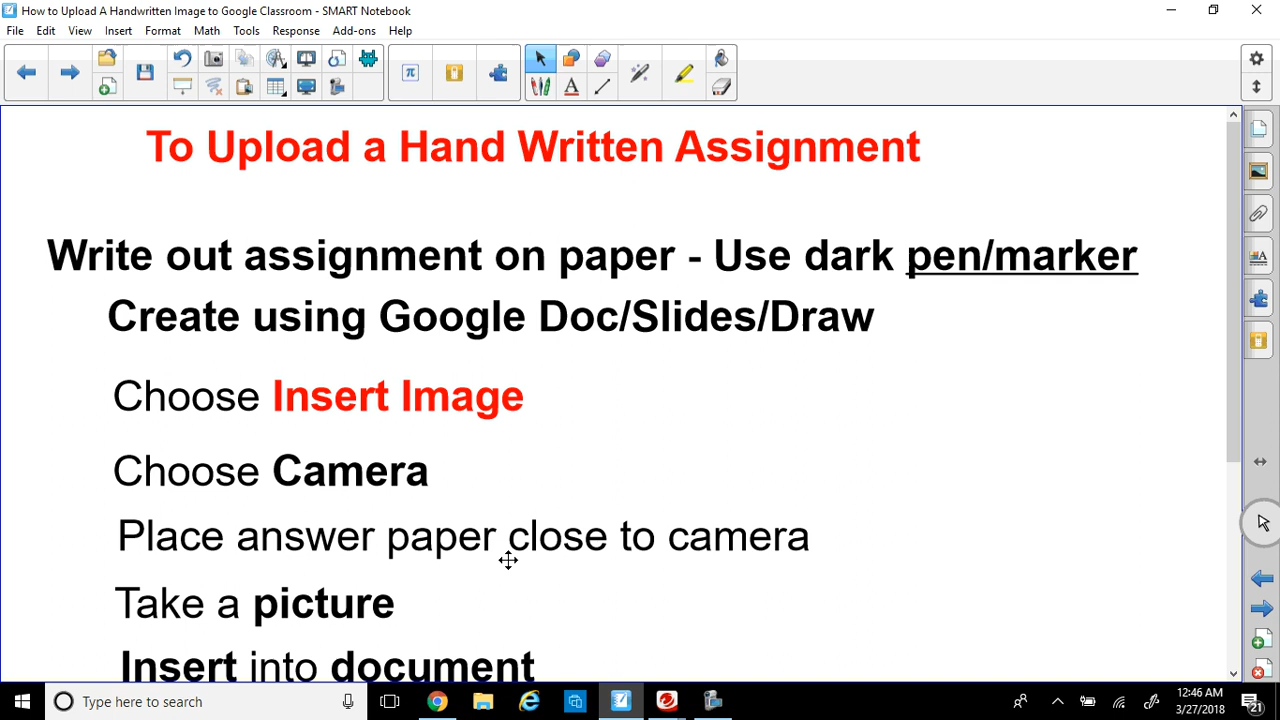 How to Upload A Handwritten Image to Google Classroom - SMART Notebook
File Edit View Insert Format Math Tools Response Add-ons Help
To Upload a Hand Written Assignment
Write out assignment on paper - Use dark pen/marker
Create using Google Doc/Slides/Draw
Choose Insert Image
Choose Camera
Place answer paper close to camera
Take a picture
Insert into document
Type here to search
12:46 AM
3/27/2018
21